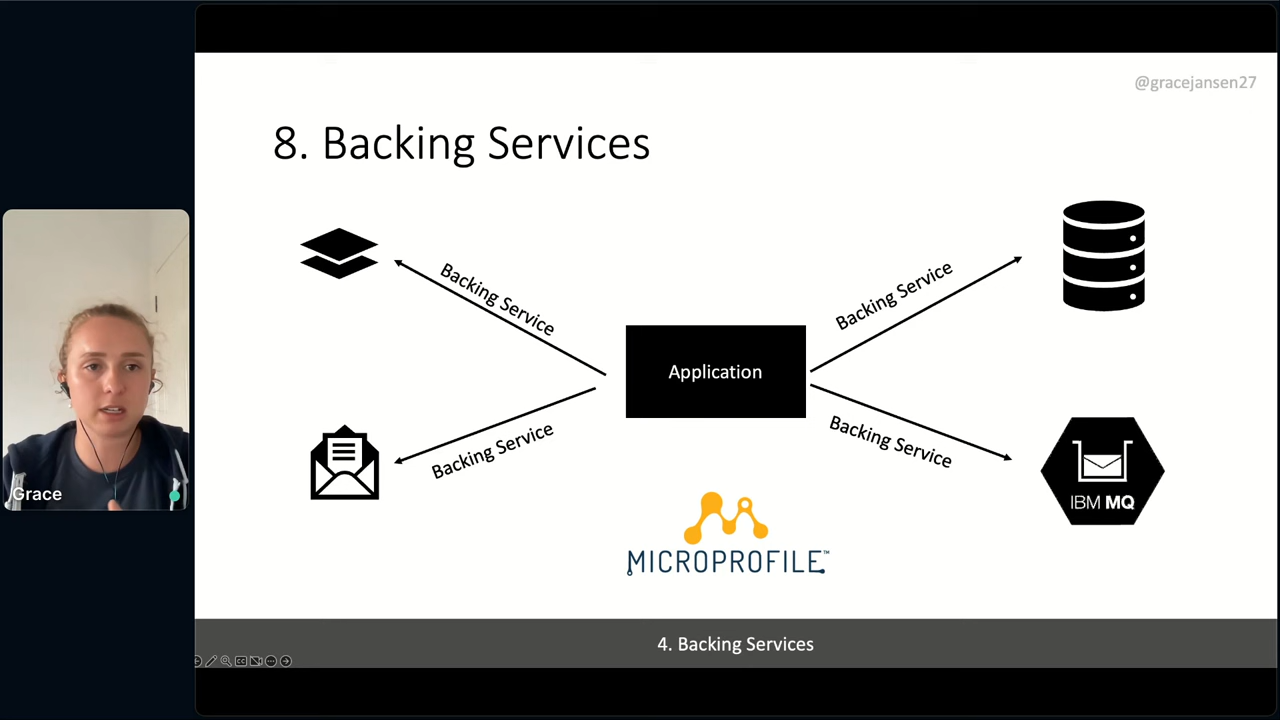 @gracejansen27
8. Backing Services
Backing Service
Backing Service
Application
Backing Service
Backing Service
IBM MQ
MICROPROFILE™
Grace
4. Backing Services